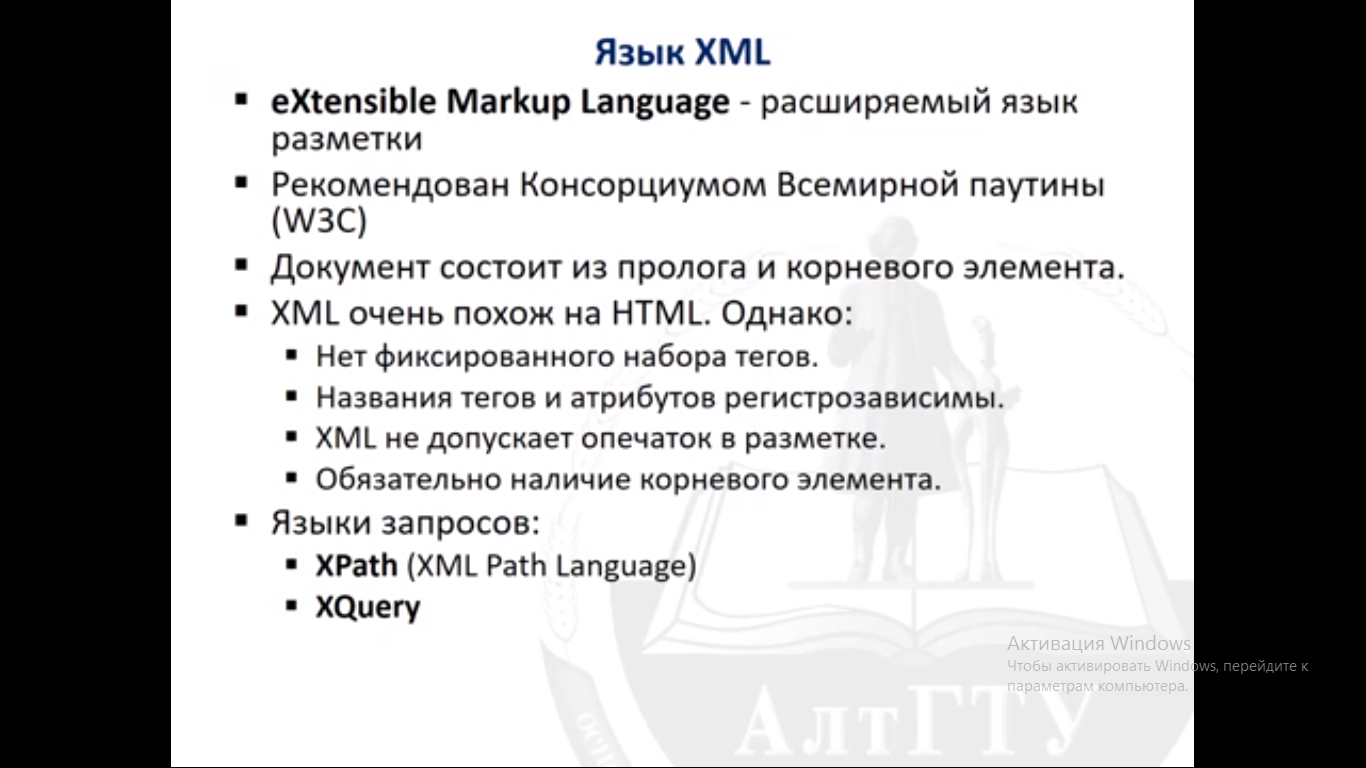 Язык XML
▪ eXtensible Markup Language - расширяемый язык
разметки
▪ Рекомендован Консорциумом Всемирной паутины
(W3C)
▪ Документ состоит из пролога и корневого элемента.
▪ XML очень похож на HTML. Однако:
▪ Нет фиксированного набора тегов.
▪ Названия тегов и атрибутов регистрозависимы.
▪ XML не допускает опечаток в разметке.
▪ Обязательно наличие корневого элемента.
▪ Языки запросов:
▪ XPath (XML Path Language)
▪ XQuery
Активация Windows
Чтобы активировать Windows, перейдите к
параметрам компьютера.
АлтГТУ